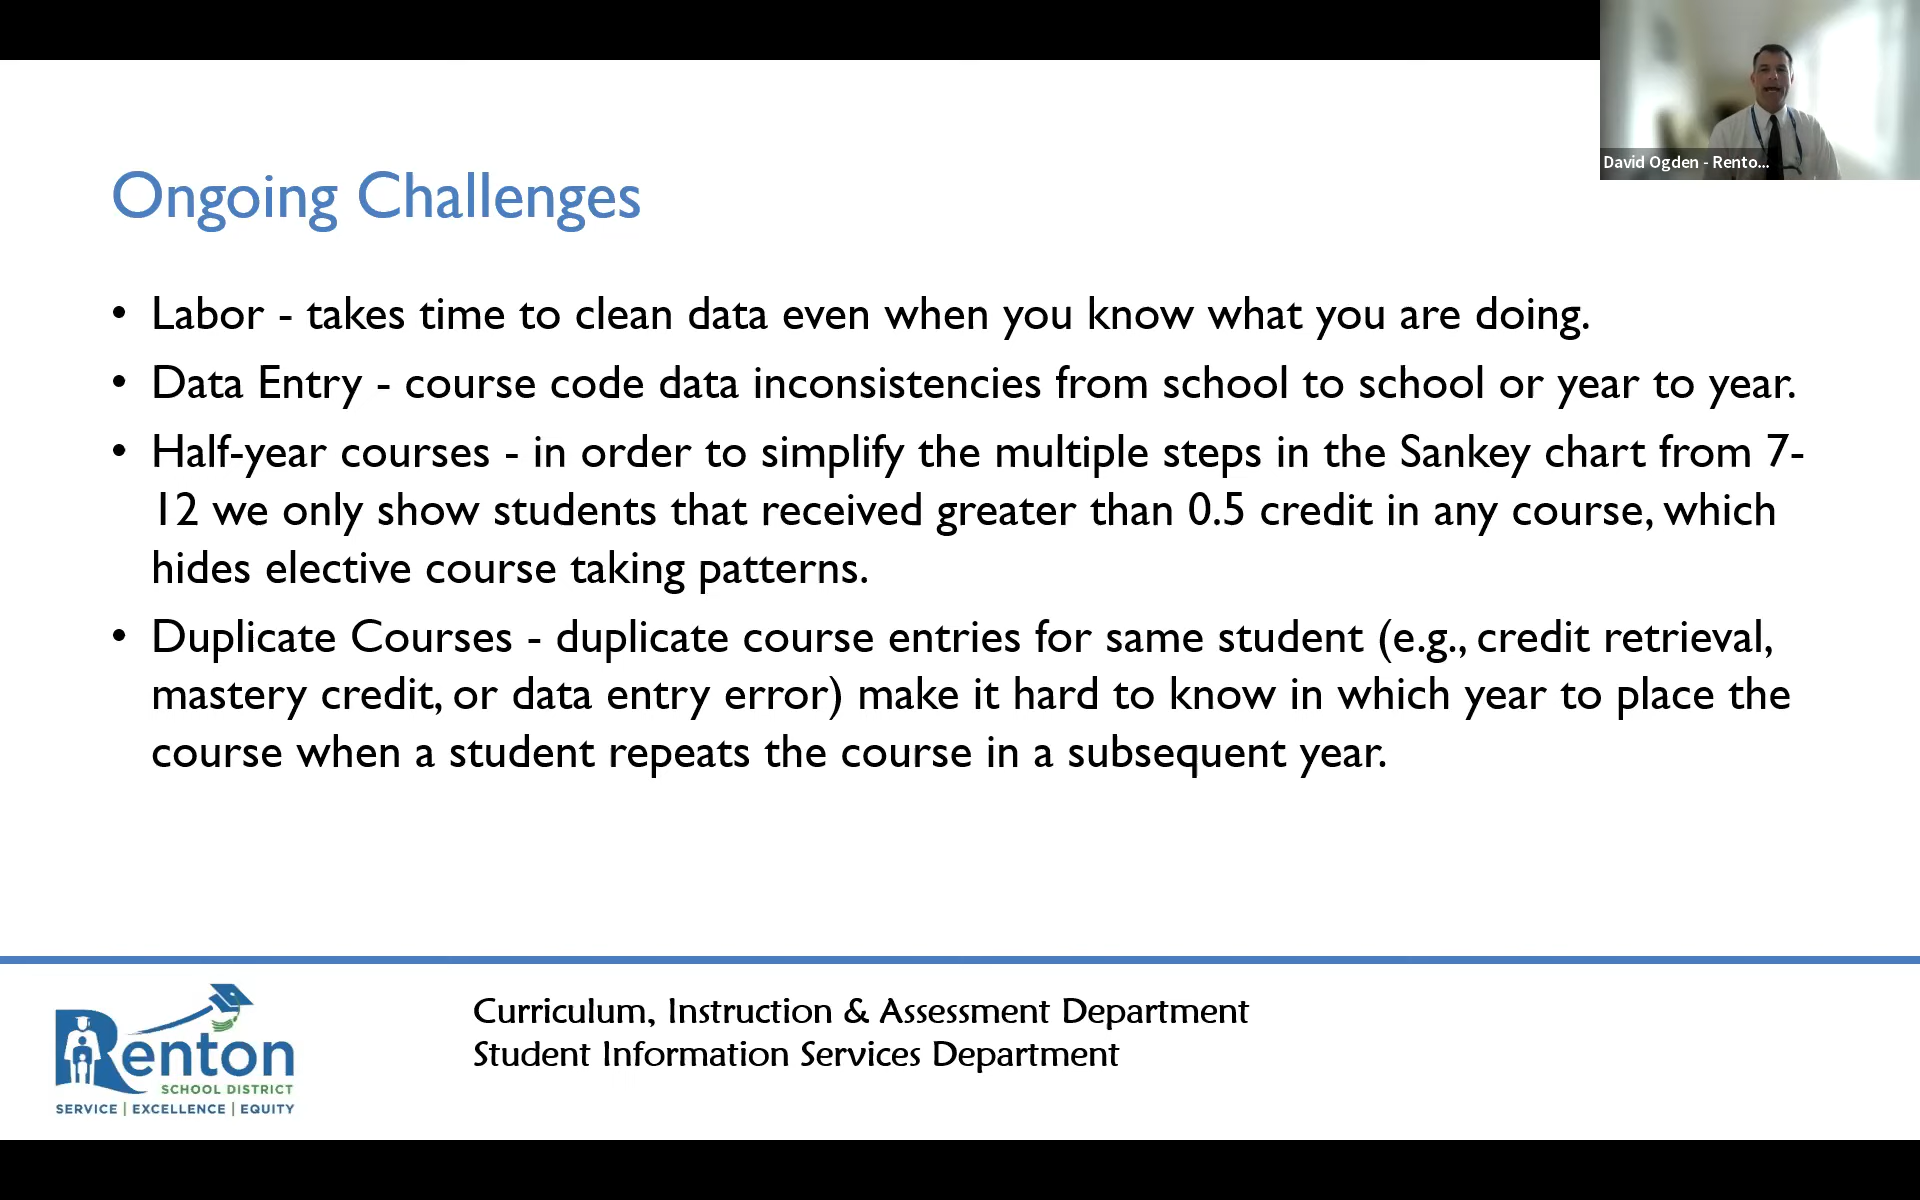 David Ogden - Rento...
Ongoing Challenges
• Labor - takes time to clean data even when you know what you are doing.
• Data Entry - course code data inconsistencies from school to school or year to year.
• Half-year courses - in order to simplify the multiple steps in the Sankey chart from 7-
12 we only show students that received greater than 0.5 credit in any course, which
hides elective course taking patterns.
• Duplicate Courses - duplicate course entries for same student (e.g., credit retrieval,
mastery credit, or data entry error) make it hard to know in which year to place the
course when a student repeats the course in a subsequent year.
Renton
SCHOOL DISTRICT
SERVICE | EXCELLENCE | EQUITY
Curriculum, Instruction & Assessment Department
Student Information Services Department